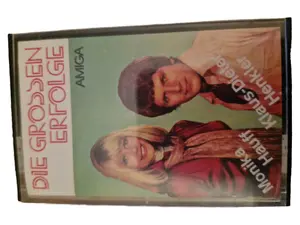 DIE GROSSEN
ERFOLGE
AMIGA
Monika
Hauff
Klaus-Dieter
Henkler